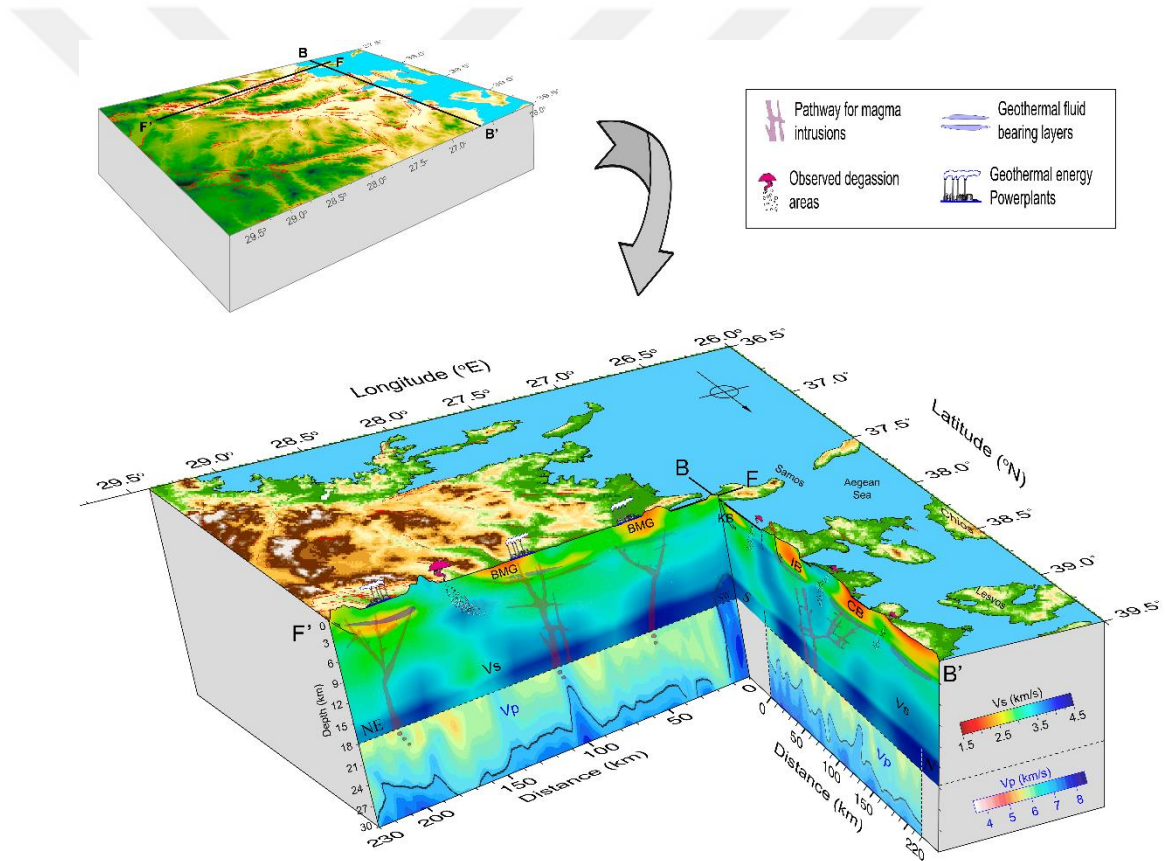 B
F
F'
B'
27.5
28.0
27.0
27.5
28.0°
28.5°
29.0°
29.5°
Pathway for magma
intrusions
Geothermal fluid
bearing layers
Observed degassion
areas
Geothermal energy
Powerplants
Longitude (ºE)
29.5°
29.0°
28.5°
28.0°
27.5°
27.0°
26.5°
26.0°
36.5°
37.0°
37.5°
38.0°
38.5°
39.0°
39.5°
Latitude (ºN)
B
F
Samos
Aegean
Sea
Chios
Lesvos
KB
BMG
IB
BMG
CB
F'
B'
Depth (km)
0
3
6
9
12
15
18
21
24
27
30
NE
Vs
Vp
S
Vs
Vp
N
230
200
150
100
50
0
Distance (km)
0
50
100
150
220
Distance (km)
Vs (km/s)
1.5
2.5
3.5
4.5
Vp (km/s)
4
5
6
7
8